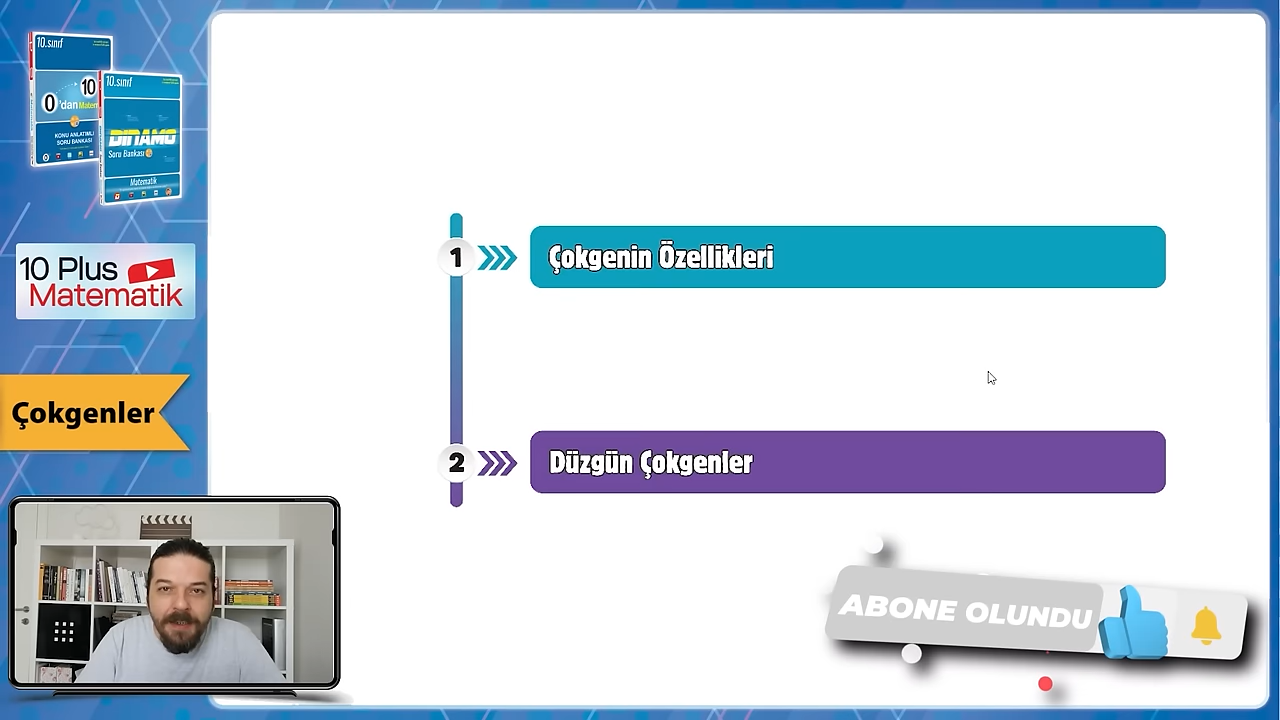 10.sınıf
10
0'dan Matem
KONU ANLATIMLI
SORU BANKASI
10.sınıf
DİNAMO
Soru Bankası
Matematik
10 Plus
Matematik
Çokgenler
1
Çokgenin Özellikleri
2
Düzgün Çokgenler
ABONE OLUNDU